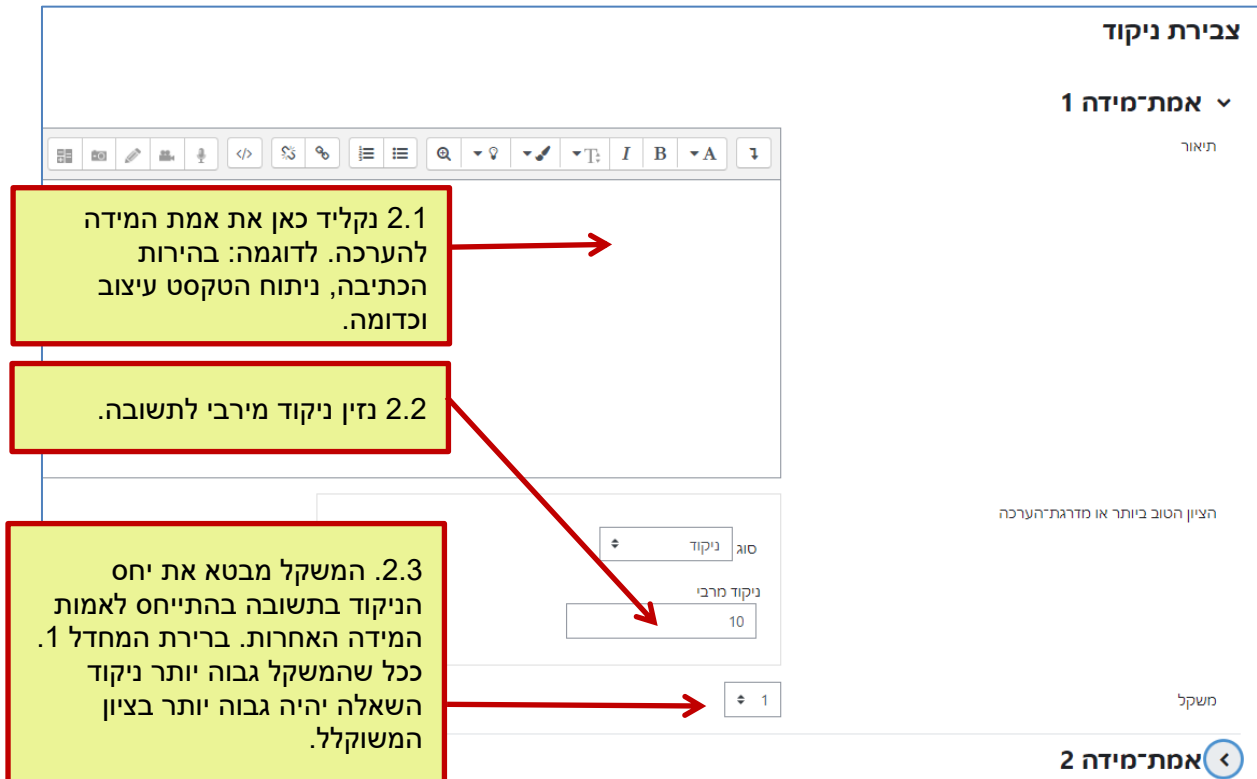 צבירת ניקוד
אמת־מידה 1
תיאור
B I T A
2.1 נקליד כאן את אמת המידה
להערכה. לדוגמה: בהירות
הכתיבה, ניתוח הטקסט עיצוב
וכדומה.
2.2 נזין ניקוד מירבי לתשובה.
הציון הטוב ביותר או מדרגת־הערכה
סוג ניקוד
ניקוד מרבי
10
2.3. המשקל מבטא את יחס
הניקוד בתשובה בהתייחס לאמות
המידה האחרות. ברירת המחדל 1.
ככל שהמשקל גבוה יותר ניקוד
השאלה יהיה גבוה יותר בציון
המשוקלל.
משקל
1
אמת־מידה 2